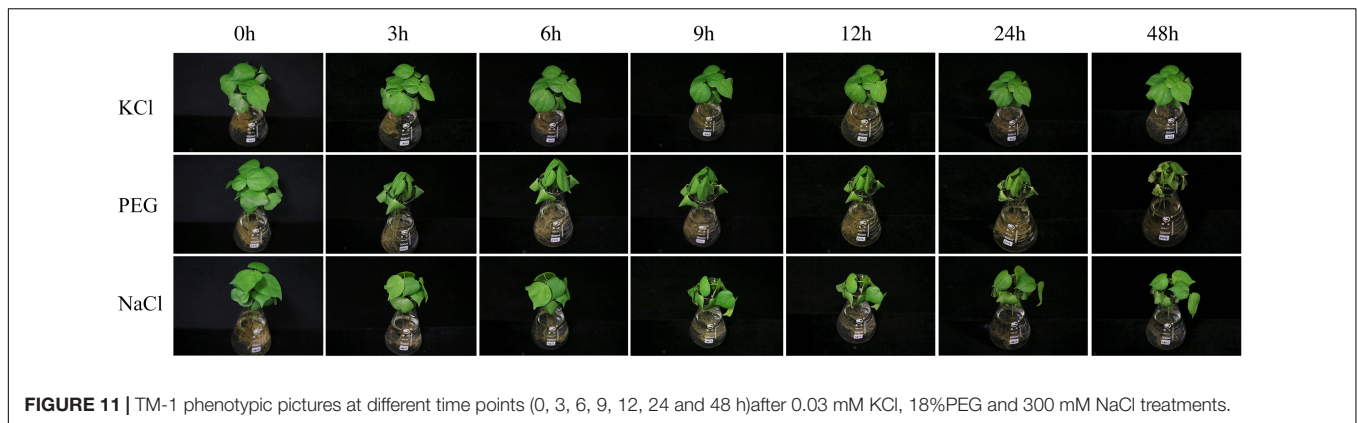 0h 3h 6h 9h 12h 24h 48h
KCl
PEG
NaCl
FIGURE 11 | TM-1 phenotypic pictures at different time points (0, 3, 6, 9, 12, 24 and 48 h)after 0.03 mM KCl, 18%PEG and 300 mM NaCl treatments.